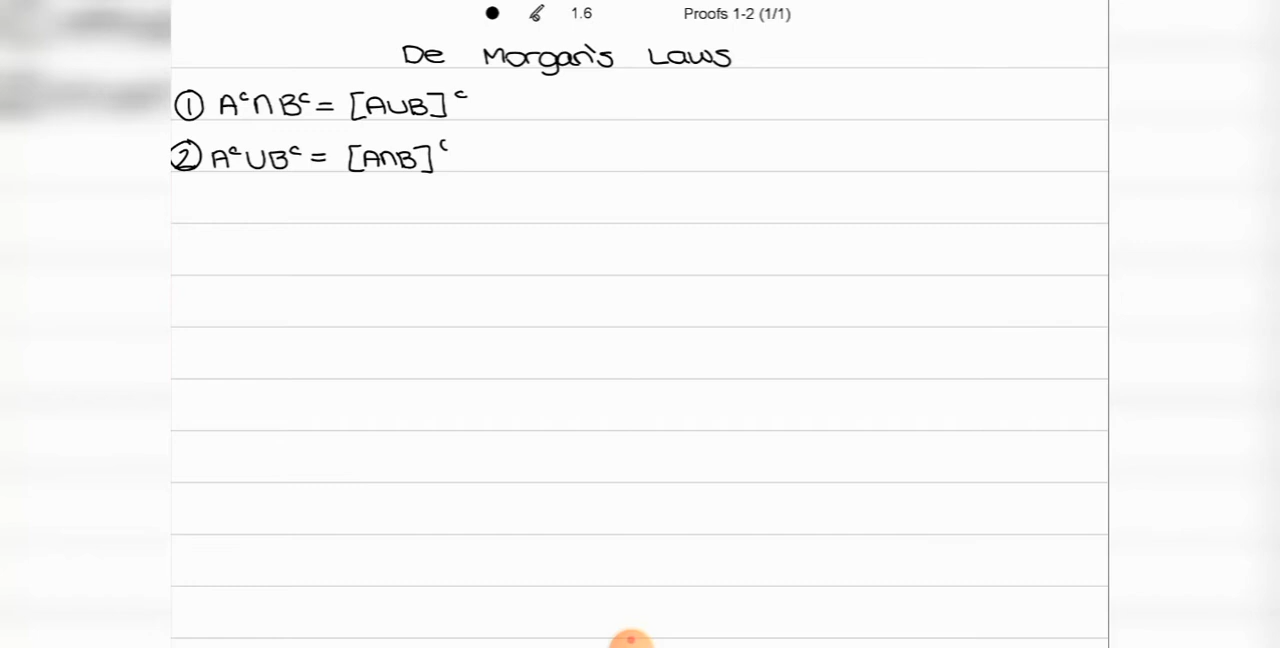 1.6 Proofs 1-2 (1/1)
De Morgan's Laws
① Aᶜ∩Bᶜ = [A∪B]ᶜ
② Aᶜ∪Bᶜ = [A∩B]ᶜ